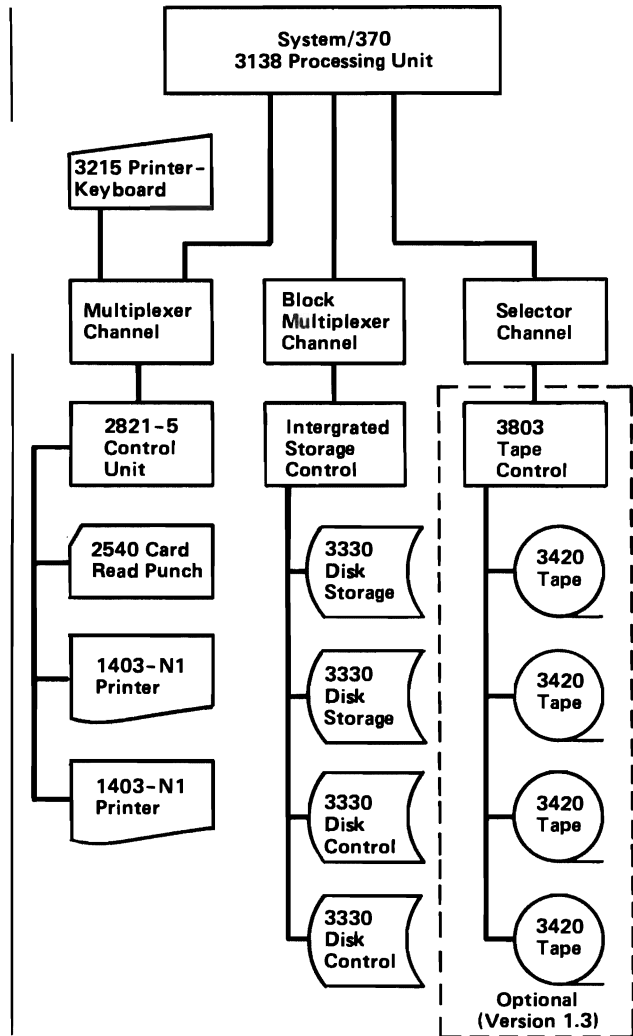 System/370
3138 Processing Unit
3215 Printer-
Keyboard
Multiplexer
Channel
Block
Multiplexer
Channel
Selector
Channel
2821-5
Control
Unit
Intergrated
Storage
Control
3803
Tape
Control
2540 Card
Read Punch
3330
Disk
Storage
3420
Tape
1403-N1
Printer
3330
Disk
Storage
3420
Tape
1403-N1
Printer
3330
Disk
Control
3420
Tape
3330
Disk
Control
3420
Tape
Optional
(Version 1.3)